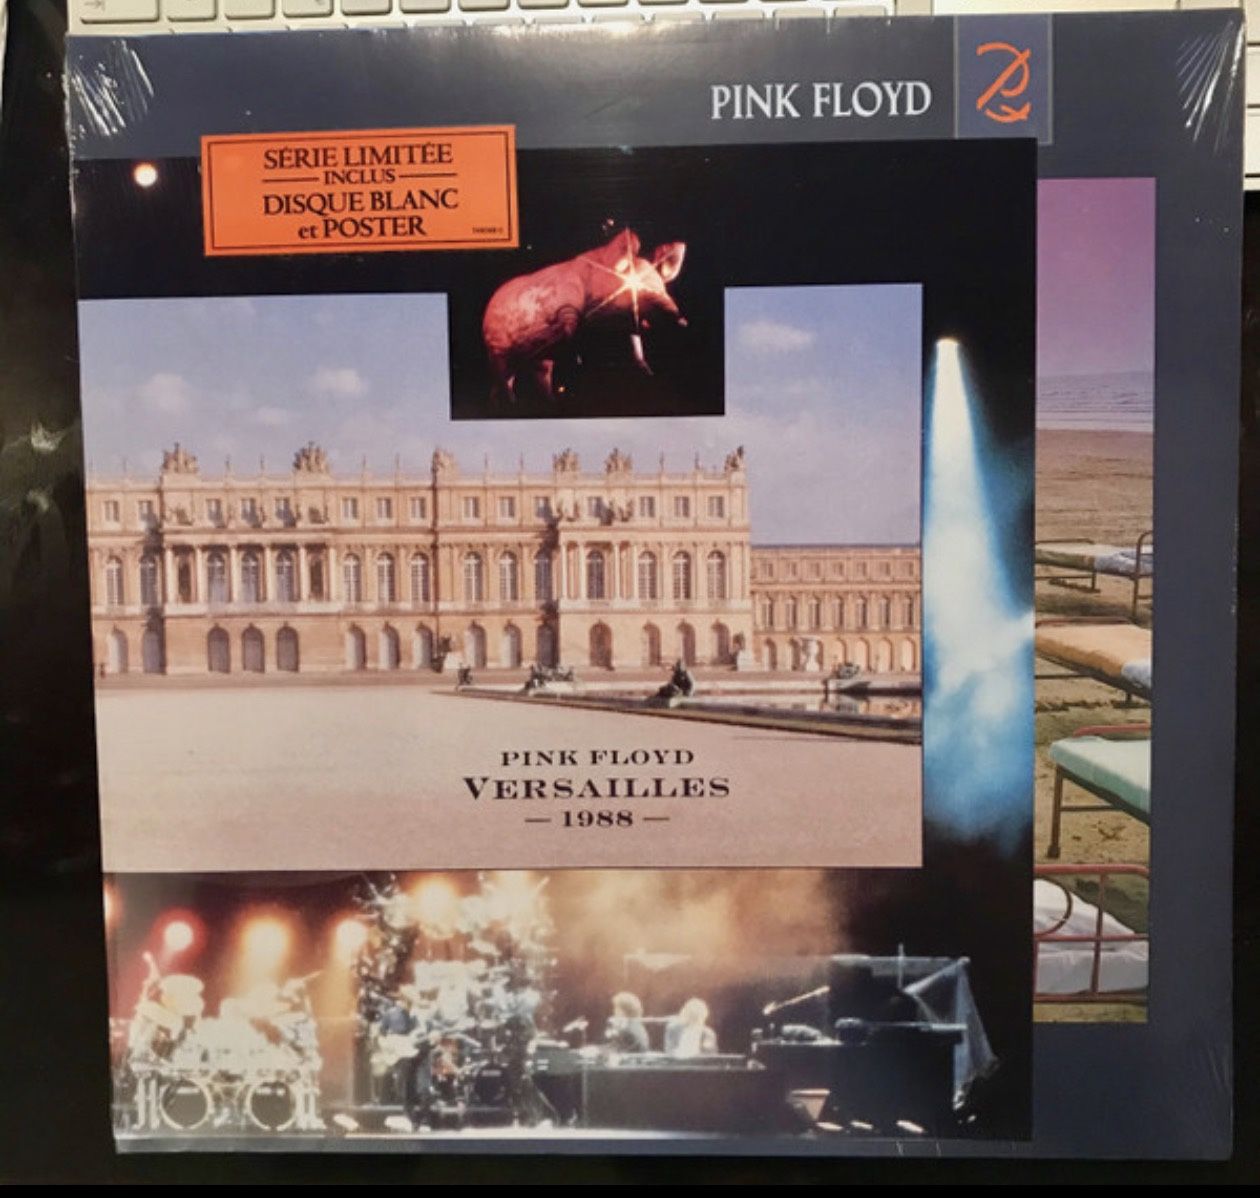 PINK FLOYD
SÉRIE LIMITÉE
INCLUS
DISQUE BLANC
et POSTER
PINK FLOYD
VERSAILLES
— 1988 —